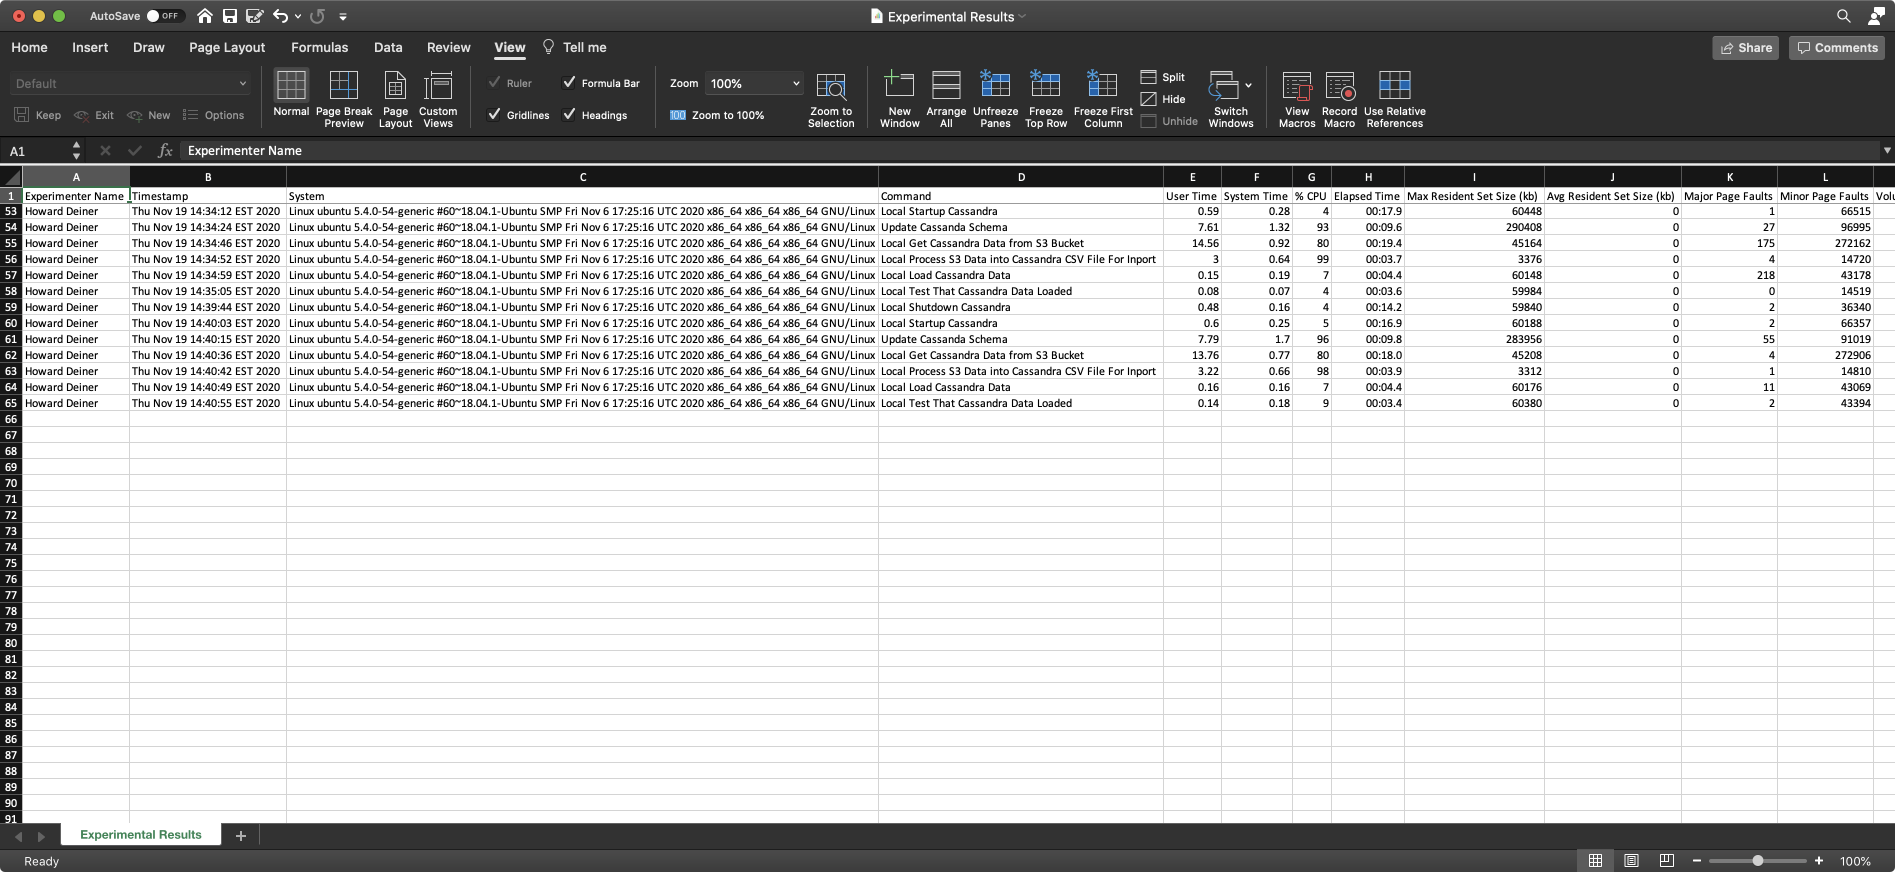 AutoSave OFF Experimental Results
Home Insert Draw Page Layout Formulas Data Review View Tell me Share Comments
Default Ruler Formula Bar Zoom 100% Split
Keep Exit New Options Normal Page Break Preview Page Layout Custom Views Gridlines Headings 100 Zoom to 100% Zoom to Selection New Window Arrange All Unfreeze Panes Freeze Top Row Freeze First Column Hide Unhide Switch Windows View Macros Record Macro Use Relative References
A1 fx Experimenter Name
A B C D E F G H I J K L
1 Experimenter Name Timestamp System Command User Time System Time % CPU Elapsed Time Max Resident Set Size (kb) Avg Resident Set Size (kb) Major Page Faults Minor Page Faults Volu
53 Howard Deiner Thu Nov 19 14:34:12 EST 2020 Linux ubuntu 5.4.0-54-generic #60~18.04.1-Ubuntu SMP Fri Nov 6 17:25:16 UTC 2020 x86_64 x86_64 x86_64 GNU/Linux Local Startup Cassandra 0.59 0.28 4 00:17.9 60448 0 1 66515
54 Howard Deiner Thu Nov 19 14:34:24 EST 2020 Linux ubuntu 5.4.0-54-generic #60~18.04.1-Ubuntu SMP Fri Nov 6 17:25:16 UTC 2020 x86_64 x86_64 x86_64 GNU/Linux Update Cassanda Schema 7.61 1.32 93 00:09.6 290408 0 27 96995
55 Howard Deiner Thu Nov 19 14:34:46 EST 2020 Linux ubuntu 5.4.0-54-generic #60~18.04.1-Ubuntu SMP Fri Nov 6 17:25:16 UTC 2020 x86_64 x86_64 x86_64 GNU/Linux Local Get Cassandra Data from S3 Bucket 14.56 0.92 80 00:19.4 45164 0 175 272162
56 Howard Deiner Thu Nov 19 14:34:52 EST 2020 Linux ubuntu 5.4.0-54-generic #60~18.04.1-Ubuntu SMP Fri Nov 6 17:25:16 UTC 2020 x86_64 x86_64 x86_64 GNU/Linux Local Process S3 Data into Cassandra CSV File For Inport 3 0.64 99 00:03.7 3376 0 4 14720
57 Howard Deiner Thu Nov 19 14:34:59 EST 2020 Linux ubuntu 5.4.0-54-generic #60~18.04.1-Ubuntu SMP Fri Nov 6 17:25:16 UTC 2020 x86_64 x86_64 x86_64 GNU/Linux Local Load Cassandra Data 0.15 0.19 7 00:04.4 60148 0 218 43178
58 Howard Deiner Thu Nov 19 14:35:05 EST 2020 Linux ubuntu 5.4.0-54-generic #60~18.04.1-Ubuntu SMP Fri Nov 6 17:25:16 UTC 2020 x86_64 x86_64 x86_64 GNU/Linux Local Test That Cassandra Data Loaded 0.08 0.07 4 00:03.6 59984 0 0 14519
59 Howard Deiner Thu Nov 19 14:39:44 EST 2020 Linux ubuntu 5.4.0-54-generic #60~18.04.1-Ubuntu SMP Fri Nov 6 17:25:16 UTC 2020 x86_64 x86_64 x86_64 GNU/Linux Local Shutdown Cassandra 0.48 0.16 4 00:14.2 59840 0 2 36340
60 Howard Deiner Thu Nov 19 14:40:03 EST 2020 Linux ubuntu 5.4.0-54-generic #60~18.04.1-Ubuntu SMP Fri Nov 6 17:25:16 UTC 2020 x86_64 x86_64 x86_64 GNU/Linux Local Startup Cassandra 0.6 0.25 5 00:16.9 60188 0 2 66357
61 Howard Deiner Thu Nov 19 14:40:15 EST 2020 Linux ubuntu 5.4.0-54-generic #60~18.04.1-Ubuntu SMP Fri Nov 6 17:25:16 UTC 2020 x86_64 x86_64 x86_64 GNU/Linux Update Cassanda Schema 7.79 1.7 96 00:09.8 283956 0 55 91019
62 Howard Deiner Thu Nov 19 14:40:36 EST 2020 Linux ubuntu 5.4.0-54-generic #60~18.04.1-Ubuntu SMP Fri Nov 6 17:25:16 UTC 2020 x86_64 x86_64 x86_64 GNU/Linux Local Get Cassandra Data from S3 Bucket 13.76 0.77 80 00:18.0 45208 0 4 272906
63 Howard Deiner Thu Nov 19 14:40:42 EST 2020 Linux ubuntu 5.4.0-54-generic #60~18.04.1-Ubuntu SMP Fri Nov 6 17:25:16 UTC 2020 x86_64 x86_64 x86_64 GNU/Linux Local Process S3 Data into Cassandra CSV File For Inport 3.22 0.66 98 00:03.9 3312 0 1 14810
64 Howard Deiner Thu Nov 19 14:40:49 EST 2020 Linux ubuntu 5.4.0-54-generic #60~18.04.1-Ubuntu SMP Fri Nov 6 17:25:16 UTC 2020 x86_64 x86_64 x86_64 GNU/Linux Local Load Cassandra Data 0.16 0.16 7 00:04.4 60176 0 11 43069
65 Howard Deiner Thu Nov 19 14:40:55 EST 2020 Linux ubuntu 5.4.0-54-generic #60~18.04.1-Ubuntu SMP Fri Nov 6 17:25:16 UTC 2020 x86_64 x86_64 x86_64 GNU/Linux Local Test That Cassandra Data Loaded 0.14 0.18 9 00:03.4 60380 0 2 43394
66
67
68
69
70
71
72
73
74
75
76
77
78
79
80
81
82
83
84
85
86
87
88
89
90
91
Experimental Results +
Ready 100%